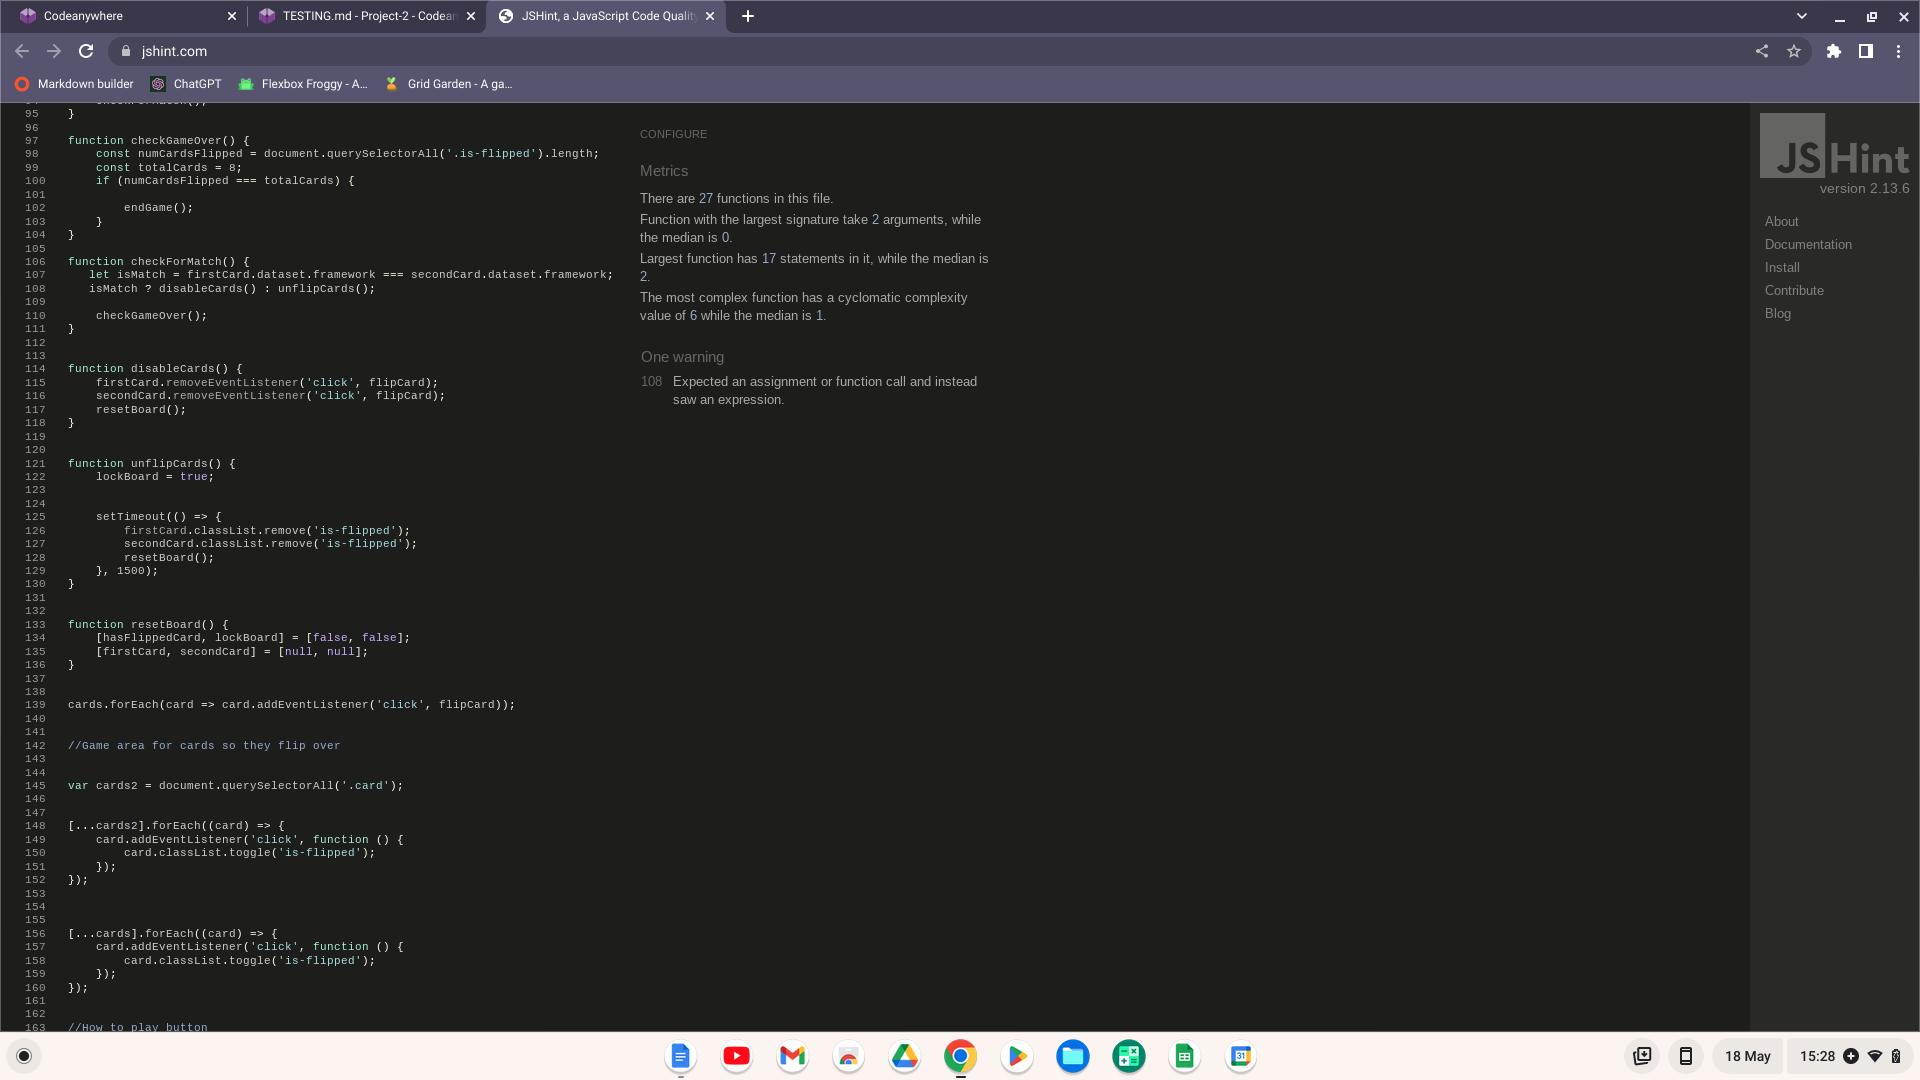 Codeanywhere
TESTING.md - Project-2 - Codean
JSHint, a JavaScript Code Quality
jshint.com
Markdown builder
ChatGPT
Flexbox Froggy - A...
Grid Garden - A ga...
95 }
96
97 function checkGameOver() {
98 const numCardsFlipped = document.querySelectorAll('.is-flipped').length;
99 const totalCards = 8;
100 if (numCardsFlipped === totalCards) {
101
102 endGame();
103 }
104 }
105
106 function checkForMatch() {
107 let isMatch = firstCard.dataset.framework === secondCard.dataset.framework;
108 isMatch ? disableCards() : unflipCards();
109
110 checkGameOver();
111 }
112
113
114 function disableCards() {
115 firstCard.removeEventListener('click', flipCard);
116 secondCard.removeEventListener('click', flipCard);
117 resetBoard();
118 }
119
120
121 function unflipCards() {
122 lockBoard = true;
123
124
125 setTimeout(() => {
126 firstCard.classList.remove('is-flipped');
127 secondCard.classList.remove('is-flipped');
128 resetBoard();
129 }, 1500);
130 }
131
132
133 function resetBoard() {
134 [hasFlippedCard, lockBoard] = [false, false];
135 [firstCard, secondCard] = [null, null];
136 }
137
138
139 cards.forEach(card => card.addEventListener('click', flipCard));
140
141
142 //Game area for cards so they flip over
143
144
145 var cards2 = document.querySelectorAll('.card');
146
147
148 [...cards2].forEach((card) => {
149 card.addEventListener('click', function () {
150 card.classList.toggle('is-flipped');
151 });
152 });
153
154
155
156 [...cards].forEach((card) => {
157 card.addEventListener('click', function () {
158 card.classList.toggle('is-flipped');
159 });
160 });
161
162
163 //How to play button
CONFIGURE
Metrics
There are 27 functions in this file.
Function with the largest signature take 2 arguments, while
the median is 0.
Largest function has 17 statements in it, while the median is
2.
The most complex function has a cyclomatic complexity
value of 6 while the median is 1.
One warning
108 Expected an assignment or function call and instead
saw an expression.
JSHint
version 2.13.6
About
Documentation
Install
Contribute
Blog
31
18 May
15:28